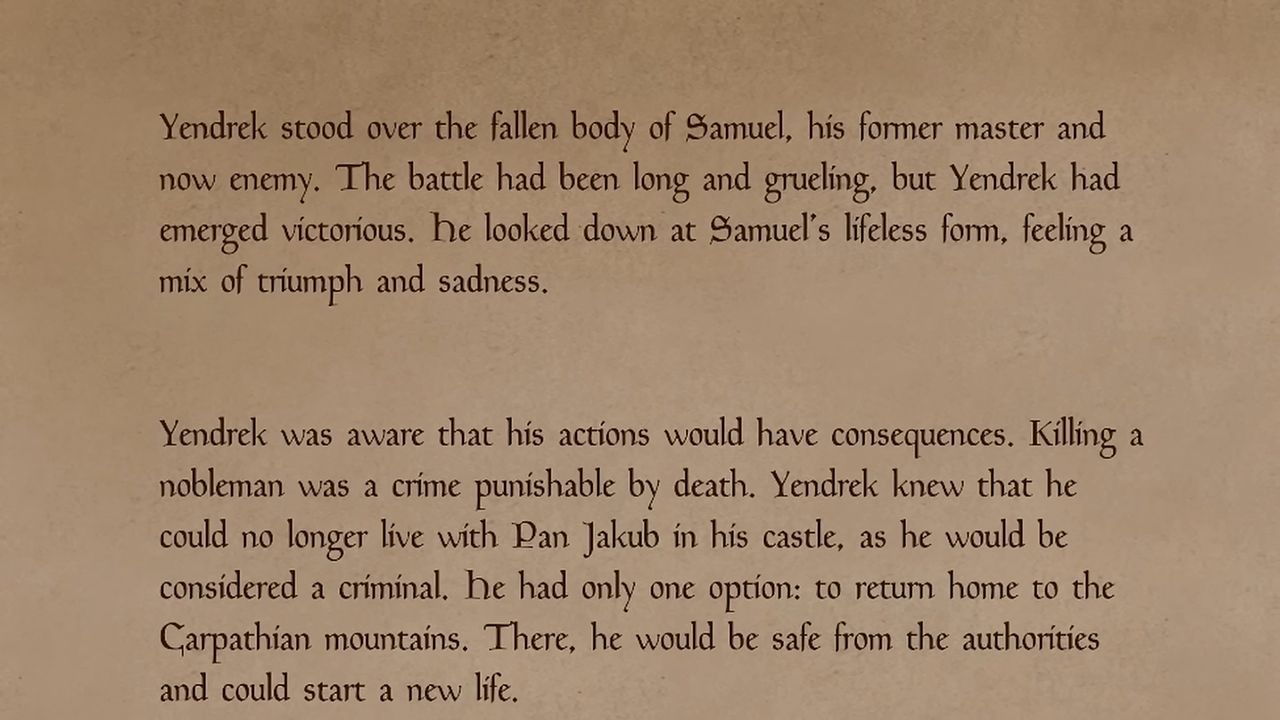 Yendrek stood over the fallen body of Samuel, his former master and
now enemy. The battle had been long and grueling, but Yendrek had
emerged victorious. He looked down at Samuel's lifeless form, feeling a
mix of triumph and sadness.
Yendrek was aware that his actions would have consequences. Killing a
nobleman was a crime punishable by death. Yendrek knew that he
could no longer live with Pan Jakub in his castle, as he would be
considered a criminal. He had only one option: to return home to the
Carpathian mountains. There, he would be safe from the authorities
and could start a new life.